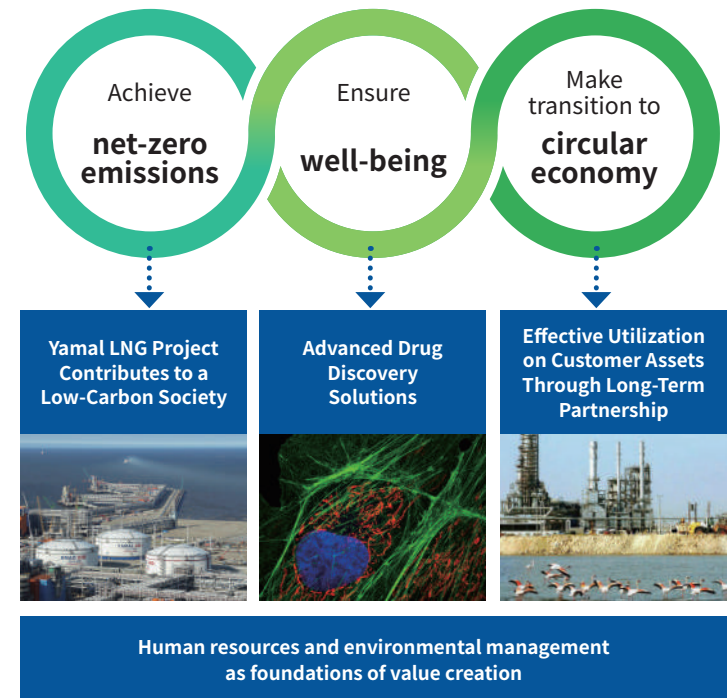 Achieve
net-zero
emissions
Ensure
well-being
Make
transition to
circular
economy
Yamal LNG Project
Contributes to a
Low-Carbon Society
Advanced Drug
Discovery
Solutions
Effective Utilization
on Customer Assets
Through Long-Term
Partnership
Human resources and environmental management
as foundations of value creation